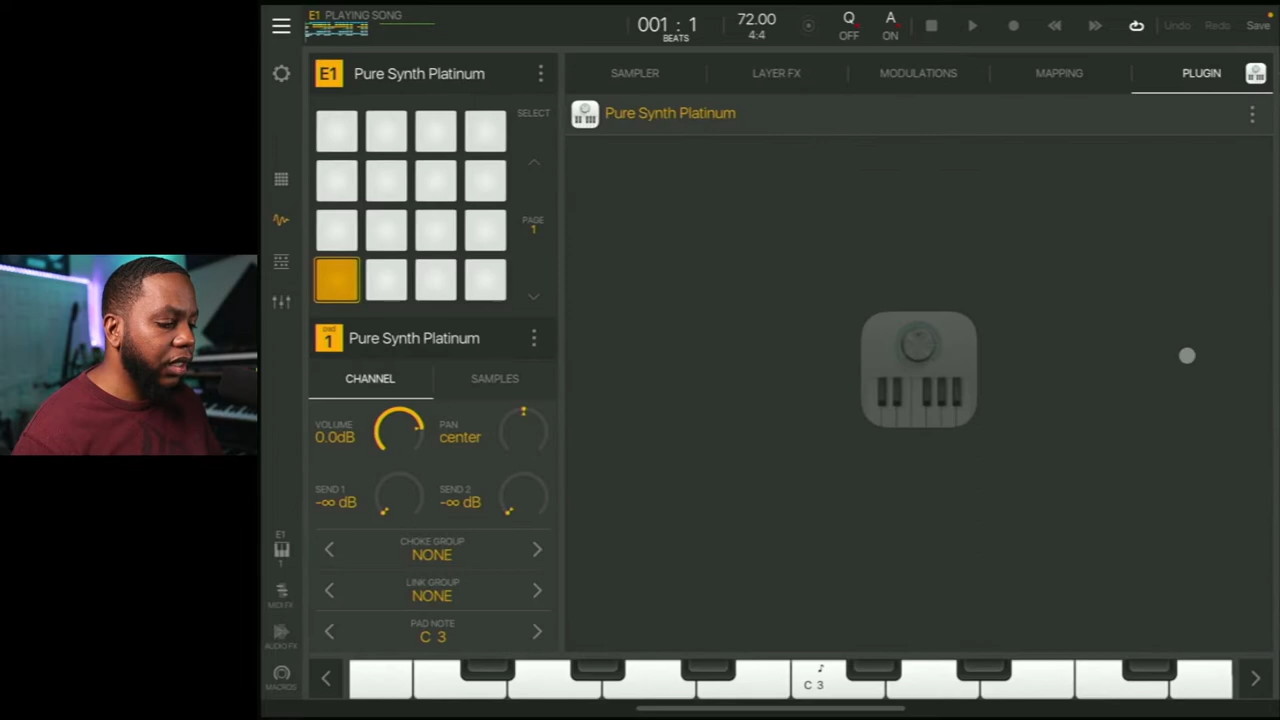 E1 PLAYING SONG
001 : 1
BEATS
72.00
4:4
Q
OFF
A
ON
Undo
Redo
Save
E1
Pure Synth Platinum
SELECT
PAGE
1
SAMPLER
LAYER FX
MODULATIONS
MAPPING
PLUGIN
Pure Synth Platinum
pad
1
Pure Synth Platinum
CHANNEL
SAMPLES
VOLUME
0.0dB
PAN
center
SEND 1
-∞ dB
SEND 2
-∞ dB
CHOKE GROUP
NONE
LINK GROUP
NONE
PAD NOTE
C 3
E1
1
MIDI FX
AUDIO FX
MACROS
♪
C 3